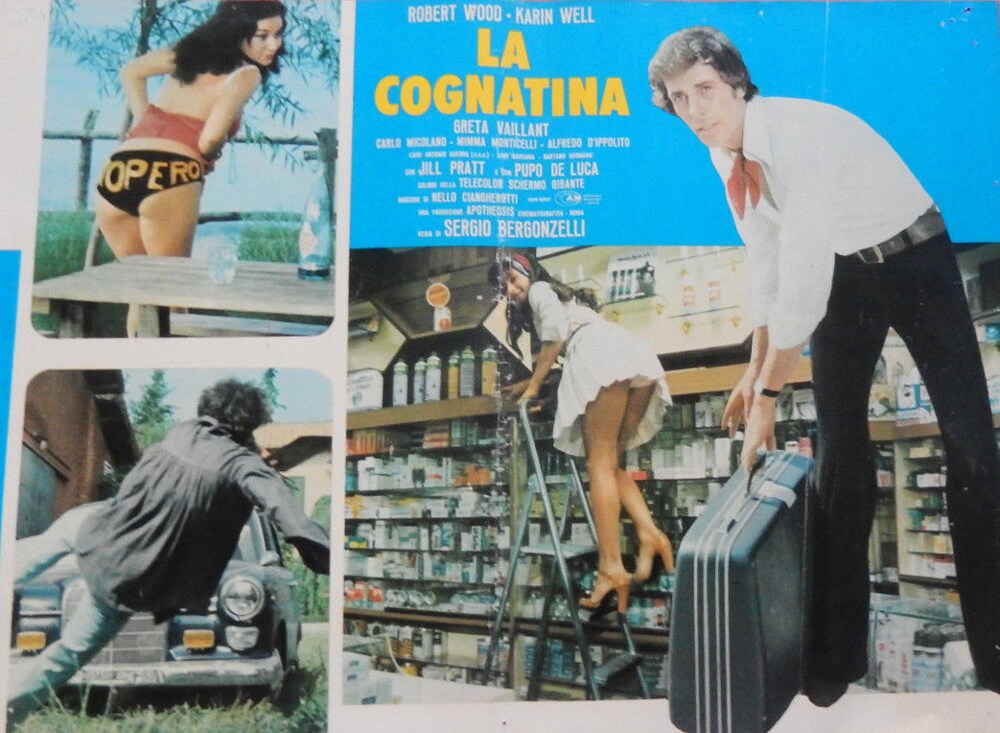 ROBERT WOOD - KARIN WELL
LA
COGNATINA
GRETA VAILLANT
CARLO MICOLANO - MIMMA MONTICELLI - ALFREDO D'IPPOLITO
CON JILL PRATT E CON PUPO DE LUCA
COLORE DELLA TELECOLOR SCHERMO GIGANTE
MUSICHE DI NELLO CIANGHEROTTI
UNA PRODUZIONE APOTHEOSIS CINEMATOGRAFICA - ROMA
REGIA DI SERGIO BERGONZELLI
OPERO